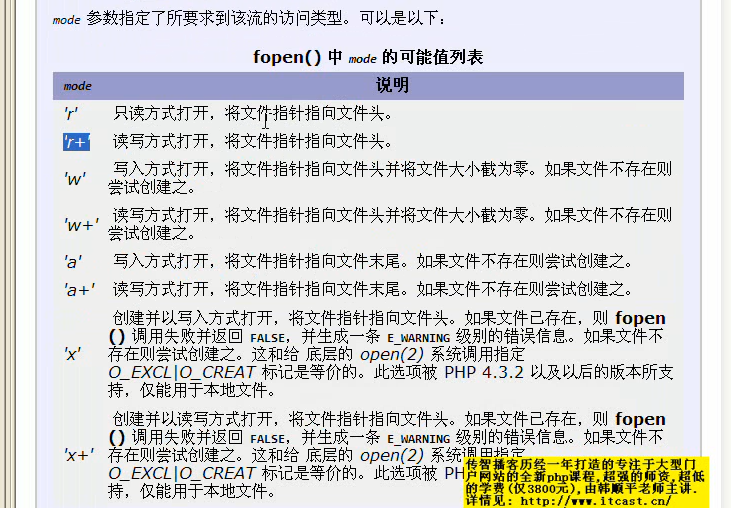 mode 参数指定了所要求到该流的访问类型。可以是以下：
fopen() 中 mode 的可能值列表
mode 说明
'r' 只读方式打开，将文件指针指向文件头。
'r+' 读写方式打开，将文件指针指向文件头。
'w' 写入方式打开，将文件指针指向文件头并将文件大小截为零。如果文件不存在则
尝试创建之。
'w+' 读写方式打开，将文件指针指向文件头并将文件大小截为零。如果文件不存在则
尝试创建之。
'a' 写入方式打开，将文件指针指向文件末尾。如果文件不存在则尝试创建之。
'a+' 读写方式打开，将文件指针指向文件末尾。如果文件不存在则尝试创建之。
创建并以写入方式打开，将文件指针指向文件头。如果文件已存在，则 fopen
() 调用失败并返回 FALSE，并生成一条 E_WARNING 级别的错误信息。如果文件不
'x' 存在则尝试创建之。这和给 底层的 open(2) 系统调用指定
O_EXCL|O_CREAT 标记是等价的。此选项被 PHP 4.3.2 以及以后的版本所支
持，仅能用于本地文件。
创建并以读写方式打开，将文件指针指向文件头。如果文件已存在，则 fopen
() 调用失败并返回 FALSE，并生成一条 E_WARNING 级别的错误信息。如果文件不
'x+' 存在则尝试创建之。这和给 底层的 open(2) 系统调用指定
O_EXCL|O_CREAT 标记是等价的。此选项被 PH
持，仅能用于本地文件。
传智播客历经一年打造的专注于大型门
户网站的全新php课程,超强的师资,超低
的学费(仅3800元),由韩顺平老师主讲.
详情见: http://www.itcast.cn/